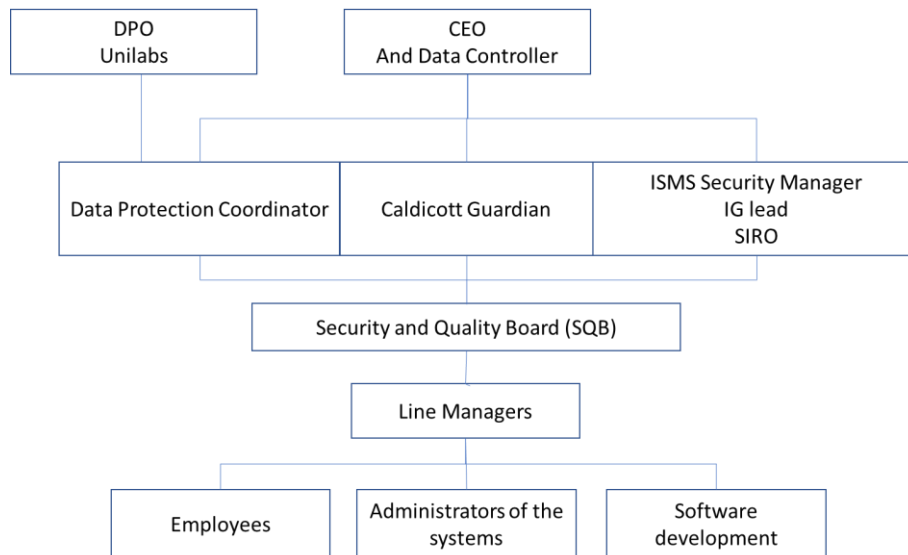 DPO
Unilabs
CEO
And Data Controller
Data Protection Coordinator
Caldicott Guardian
ISMS Security Manager
IG lead
SIRO
Security and Quality Board (SQB)
Line Managers
Employees
Administrators of the
systems
Software
development